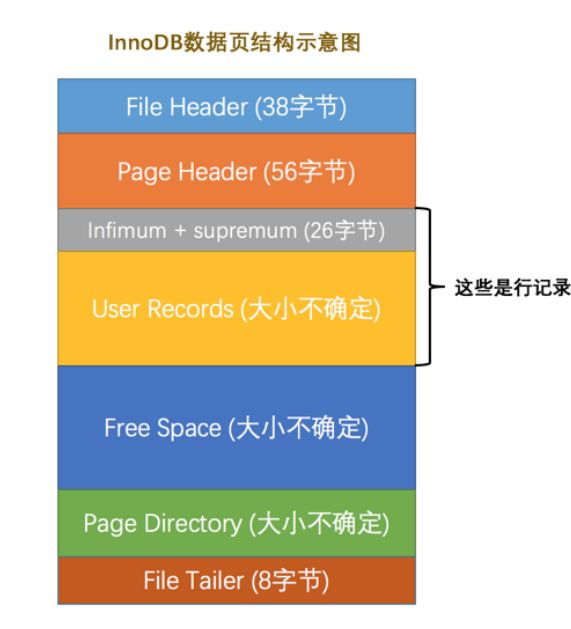 InnoDB数据页结构示意图
File Header (38字节)
Page Header (56字节)
Infimum + supremum (26字节)
User Records (大小不确定)
这些是行记录
Free Space (大小不确定)
Page Directory (大小不确定)
File Tailer (8字节)